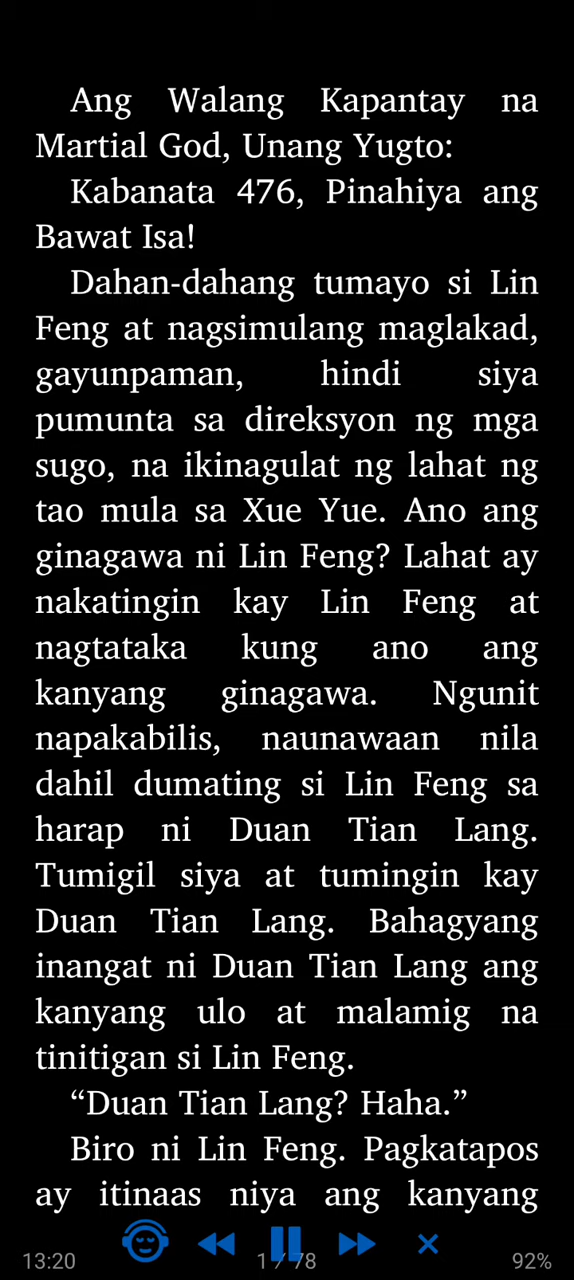 Ang Walang Kapantay na
Martial God, Unang Yugto:
Kabanata 476, Pinahiya ang
Bawat Isa!
Dahan-dahang tumayo si Lin
Feng at nagsimulang maglakad,
gayunpaman, hindi siya
pumunta sa direksyon ng mga
sugo, na ikinagulat ng lahat ng
tao mula sa Xue Yue. Ano ang
ginagawa ni Lin Feng? Lahat ay
nakatingin kay Lin Feng at
nagtataka kung ano ang
kanyang ginagawa. Ngunit
napakabilis, naunawaan nila
dahil dumating si Lin Feng sa
harap ni Duan Tian Lang.
Tumigil siya at tumingin kay
Duan Tian Lang. Bahagyang
inangat ni Duan Tian Lang ang
kanyang ulo at malamig na
tinitigan si Lin Feng.
“Duan Tian Lang? Haha.”
Biro ni Lin Feng. Pagkatapos
ay itinaas niya ang kanyang
13:20 1 / 78 92%